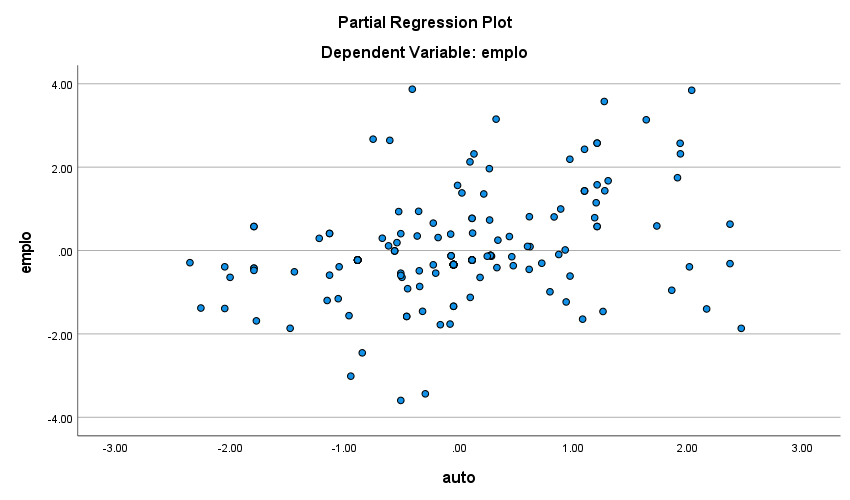 Partial Regression Plot
Dependent Variable: emplo
4.00
2.00
.00
-2.00
-4.00
emplo
-3.00 -2.00 -1.00 .00 1.00 2.00 3.00
auto